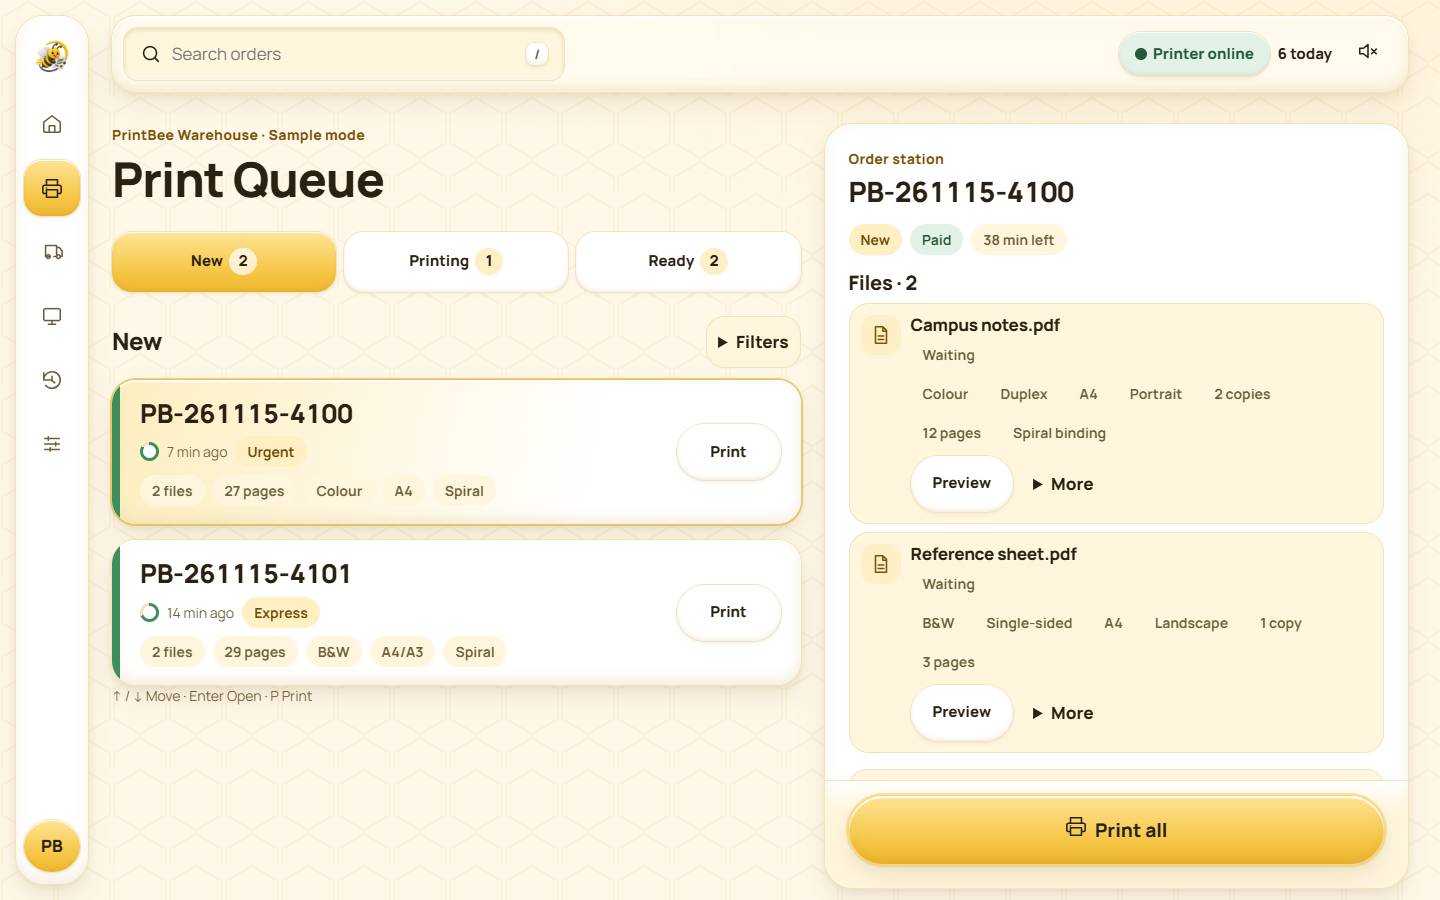 Search orders
/
Printer online
6 today
PrintBee Warehouse · Sample mode
Print Queue
New 2
Printing 1
Ready 2
New
▶ Filters
PB-261115-4100
7 min ago Urgent
2 files 27 pages Colour A4 Spiral
Print
PB-261115-4101
14 min ago Express
2 files 29 pages B&W A4/A3 Spiral
Print
↑ / ↓ Move · Enter Open · P Print
PB
Order station
PB-261115-4100
New Paid 38 min left
Files · 2
Campus notes.pdf
Waiting
Colour Duplex A4 Portrait 2 copies
12 pages Spiral binding
Preview ▶ More
Reference sheet.pdf
Waiting
B&W Single-sided A4 Landscape 1 copy
3 pages
Preview ▶ More
Print all